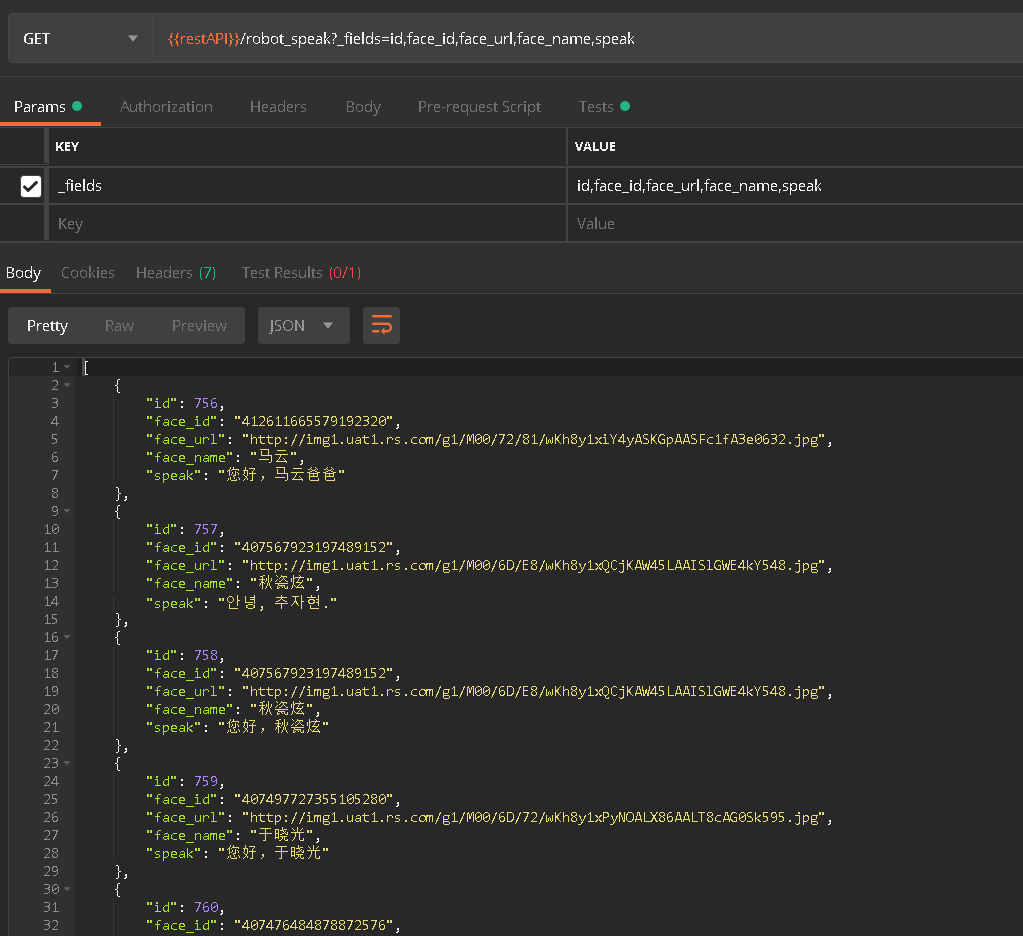 GET {{restAPI}}/robot_speak?_fields=id,face_id,face_url,face_name,speak
Params Authorization Headers Body Pre-request Script Tests
KEY VALUE
_fields id,face_id,face_url,face_name,speak
Key Value
Body Cookies Headers (7) Test Results (0/1)
Pretty Raw Preview JSON
1 [
2 {
3 "id": 756,
4 "face_id": "412611665579192320",
5 "face_url": "http://img1.uat1.rs.com/g1/M00/72/81/wKh8y1xiY4yASKGpAASFc1fA3e0632.jpg",
6 "face_name": "马云",
7 "speak": "您好，马云爸爸"
8 },
9 {
10 "id": 757,
11 "face_id": "407567923197489152",
12 "face_url": "http://img1.uat1.rs.com/g1/M00/6D/E8/wKh8y1xQCjKAW45LAAISlGWE4kY548.jpg",
13 "face_name": "秋瓷炫",
14 "speak": "안녕, 추자현."
15 },
16 {
17 "id": 758,
18 "face_id": "407567923197489152",
19 "face_url": "http://img1.uat1.rs.com/g1/M00/6D/E8/wKh8y1xQCjKAW45LAAISlGWE4kY548.jpg",
20 "face_name": "秋瓷炫",
21 "speak": "您好，秋瓷炫"
22 },
23 {
24 "id": 759,
25 "face_id": "407497727355105280",
26 "face_url": "http://img1.uat1.rs.com/g1/M00/6D/72/wKh8y1xPyNOALX86AALT8cAG0Sk595.jpg",
27 "face_name": "于晓光",
28 "speak": "您好，于晓光"
29 },
30 {
31 "id": 760,
32 "face_id": "407476484878872576",